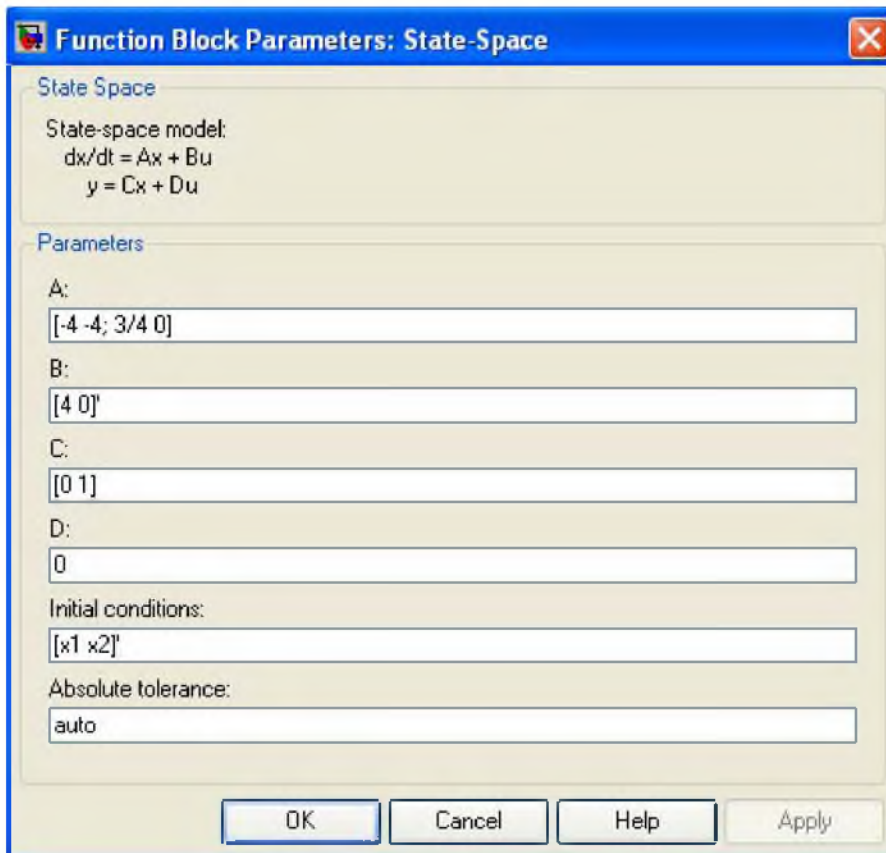 Function Block Parameters: State-Space
State Space
State-space model:
dx/dt = Ax + Bu
y = Cx + Du
Parameters
A:
[-4 -4; 3/4 0]
B:
[4 0]'
C:
[0 1]
D:
0
Initial conditions:
[x1 x2]'
Absolute tolerance:
auto
OK Cancel Help Apply